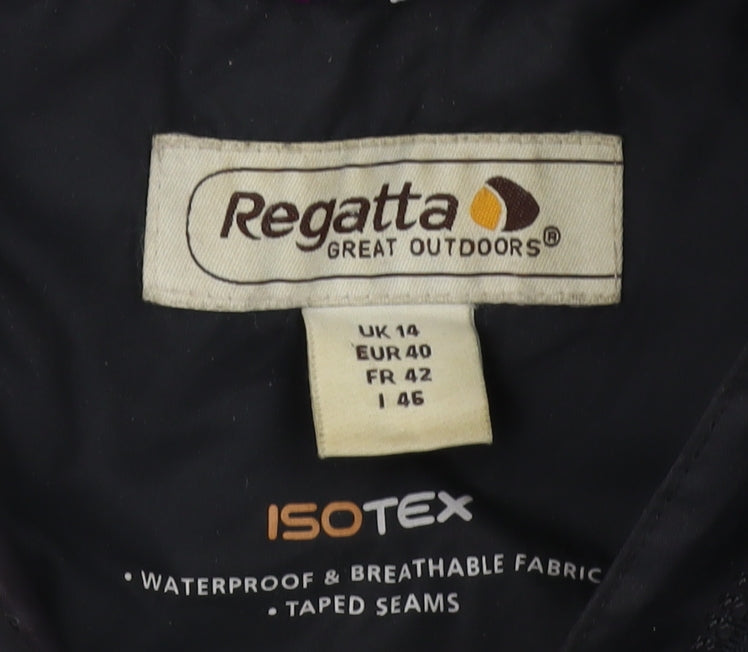 Regatta
GREAT OUTDOORS®
UK 14
EUR 40
FR 42
I 46
ISOTEX
• WATERPROOF & BREATHABLE FABRIC
• TAPED SEAMS